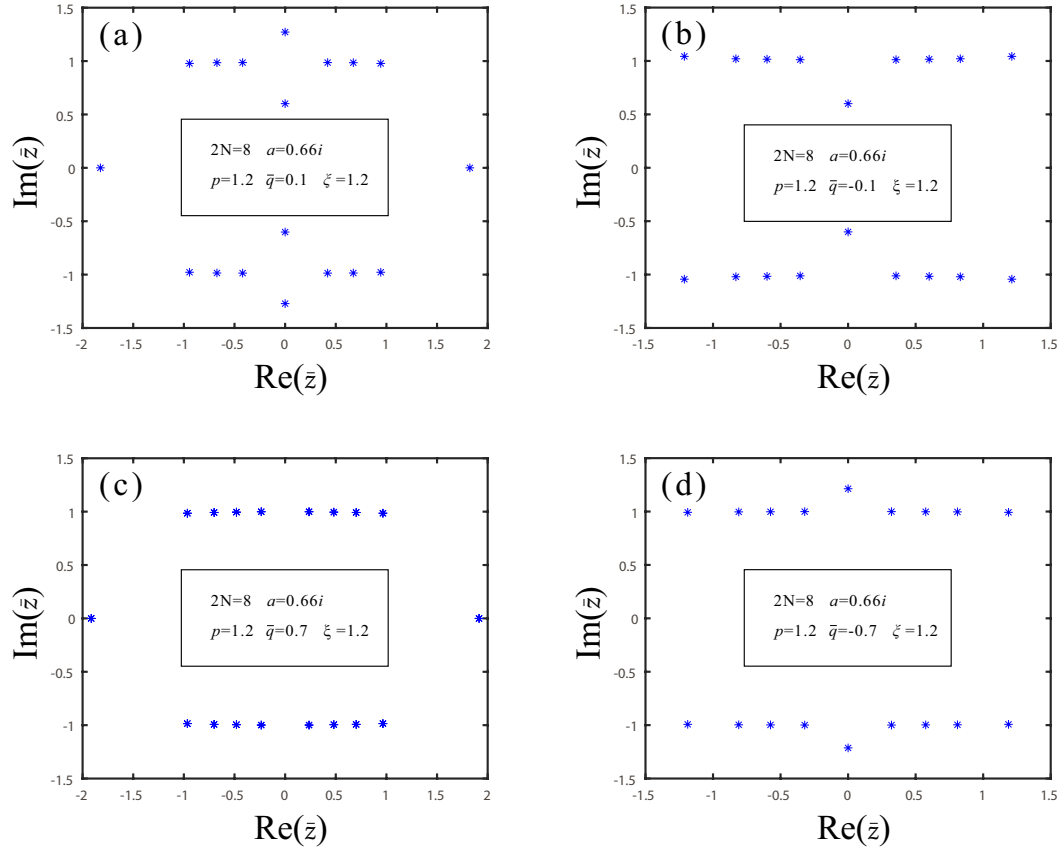 (a)
1.5
1
0.5
0
-0.5
-1
-1.5
Im(z̄)
2N=8 a=0.66i
p=1.2 q̄=0.1 ξ=1.2
-2 -1.5 -1 -0.5 0 0.5 1 1.5 2
Re(z̄)
(b)
1.5
1
0.5
0
-0.5
-1
-1.5
Im(z̄)
2N=8 a=0.66i
p=1.2 q̄=-0.1 ξ=1.2
-1.5 -1 -0.5 0 0.5 1 1.5
Re(z̄)
(c)
1.5
1
0.5
0
-0.5
-1
-1.5
Im(z̄)
2N=8 a=0.66i
p=1.2 q̄=0.7 ξ=1.2
-2 -1.5 -1 -0.5 0 0.5 1 1.5 2
Re(z̄)
(d)
1.5
1
0.5
0
-0.5
-1
-1.5
Im(z̄)
2N=8 a=0.66i
p=1.2 q̄=-0.7 ξ=1.2
-1.5 -1 -0.5 0 0.5 1 1.5
Re(z̄)